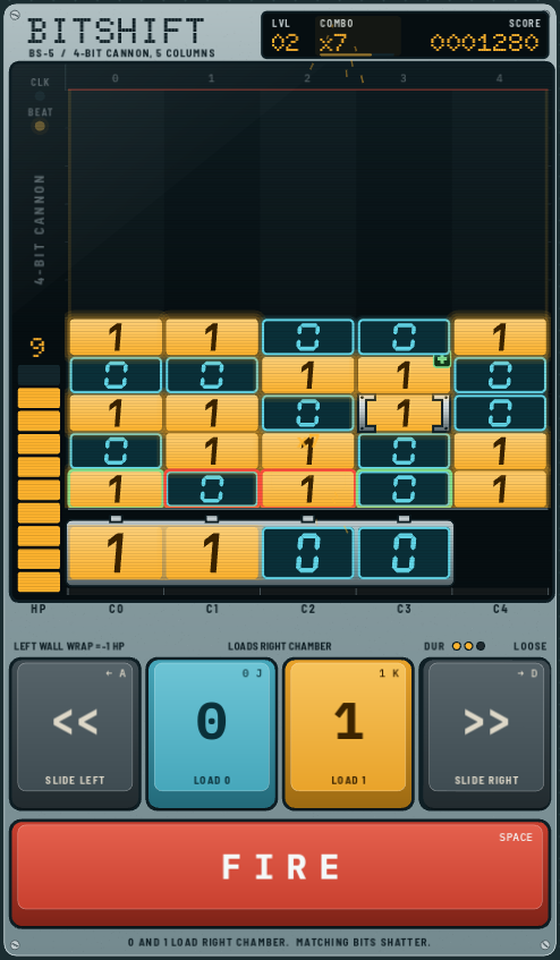 BITSHIFT
BS-5 / 4-BIT CANNON, 5 COLUMNS
LVL COMBO SCORE
02 x7 0001280
CLK 0 1 2 3 4
BEAT
4-BIT CANNON
9
1 1 0 0 1
+
0 0 1 1 0
1 1 0 1 0
0 1 1 0 1
1 0 1 0 1
1 1 0 0
HP C0 C1 C2 C3 C4
LEFT WALL WRAP =-1 HP LOADS RIGHT CHAMBER DUR LOOSE
← A 0 J 1 K → D
<< 0 1 >>
SLIDE LEFT LOAD 0 LOAD 1 SLIDE RIGHT
SPACE
FIRE
0 AND 1 LOAD RIGHT CHAMBER. MATCHING BITS SHATTER.